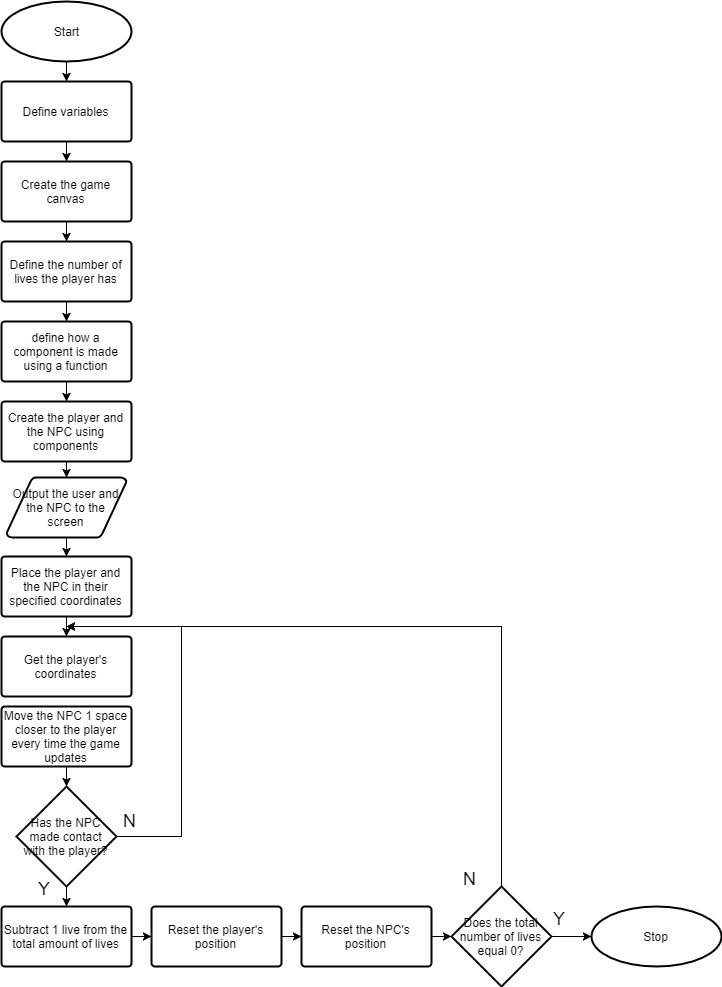 Start
Define variables
Create the game
canvas
Define the number of
lives the player has
define how a
component is made
using a function
Create the player and
the NPC using
components
Output the user and
the NPC to the
screen
Place the player and
the NPC in their
specified coordinates
Get the player's
coordinates
Move the NPC 1 space
closer to the player
every time the game
updates
Has the NPC
made contact
with the player?
N
Y
Subtract 1 live from the
total amount of lives
Reset the player's
position
Reset the NPC's
position
Does the total
number of lives
equal 0?
N
Y
Stop